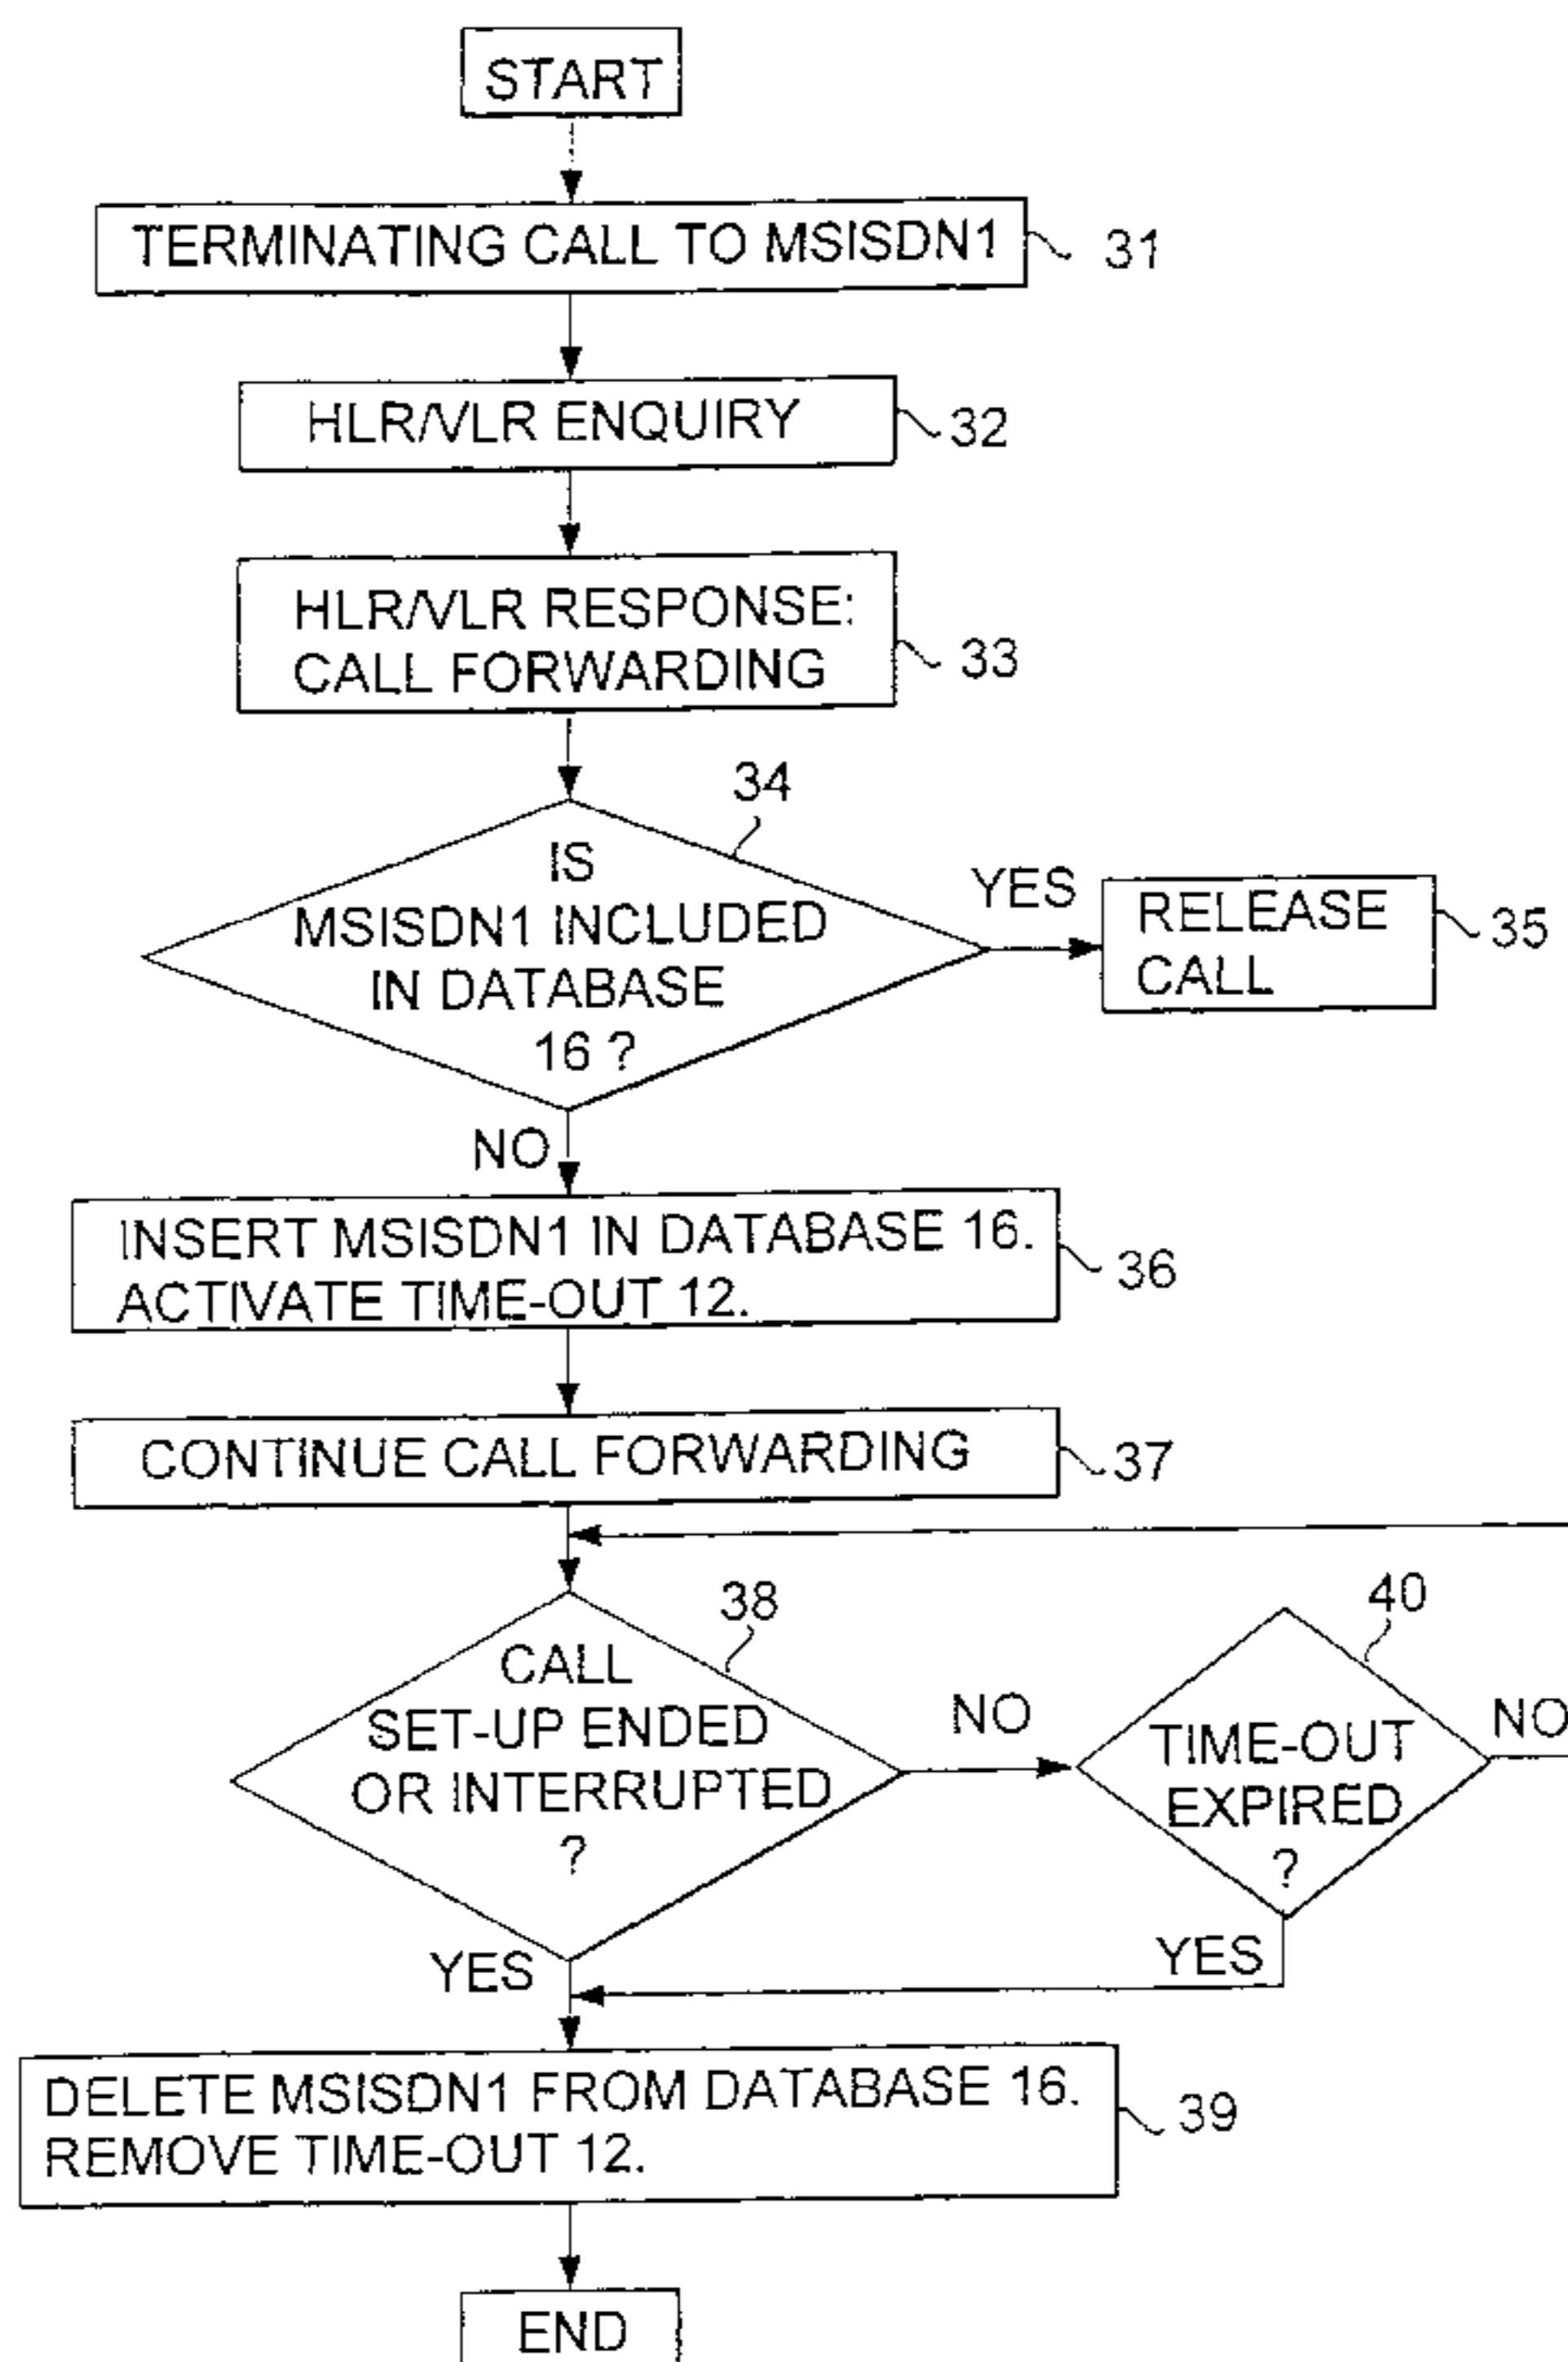 START
TERMINATING CALL TO MSISDN1
31
HLR/VLR ENQUIRY
32
HLR/VLR RESPONSE:
CALL FORWARDING
33
34
IS
MSISDN1 INCLUDED
IN DATABASE
16 ?
YES
RELEASE
CALL
35
NO
INSERT MSISDN1 IN DATABASE 16.
ACTIVATE TIME-OUT 12.
36
CONTINUE CALL FORWARDING
37
38
CALL
SET-UP ENDED
OR INTERRUPTED
?
NO
40
TIME-OUT
EXPIRED
?
NO
YES
YES
DELETE MSISDN1 FROM DATABASE 16.
REMOVE TIME-OUT 12.
39
END